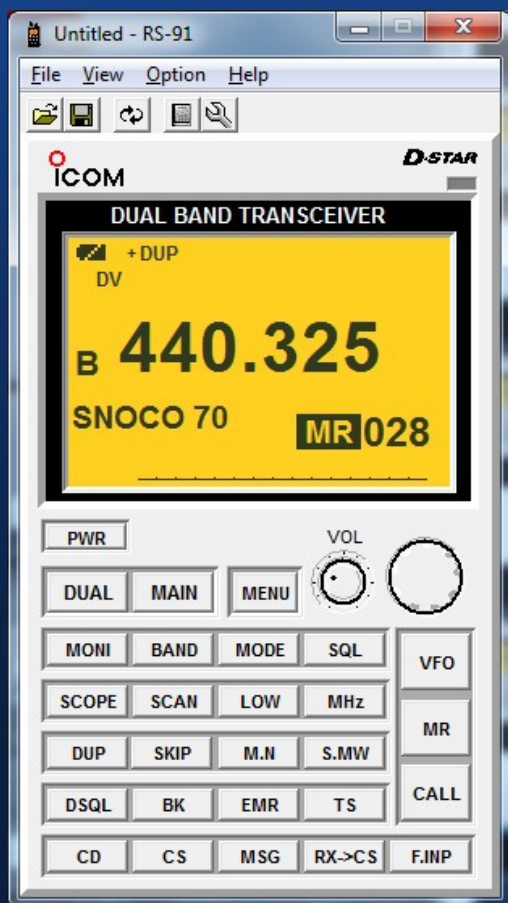 Untitled - RS-91
File View Option Help
ICOM
D-STAR
DUAL BAND TRANSCEIVER
+DUP
DV
B 440.325
SNOCO 70 MR 028
PWR
VOL
DUAL MAIN MENU
MONI BAND MODE SQL
VFO
SCOPE SCAN LOW MHz
MR
DUP SKIP M.N S.MW
CALL
DSQL BK EMR TS
CD CS MSG RX->CS F.INP